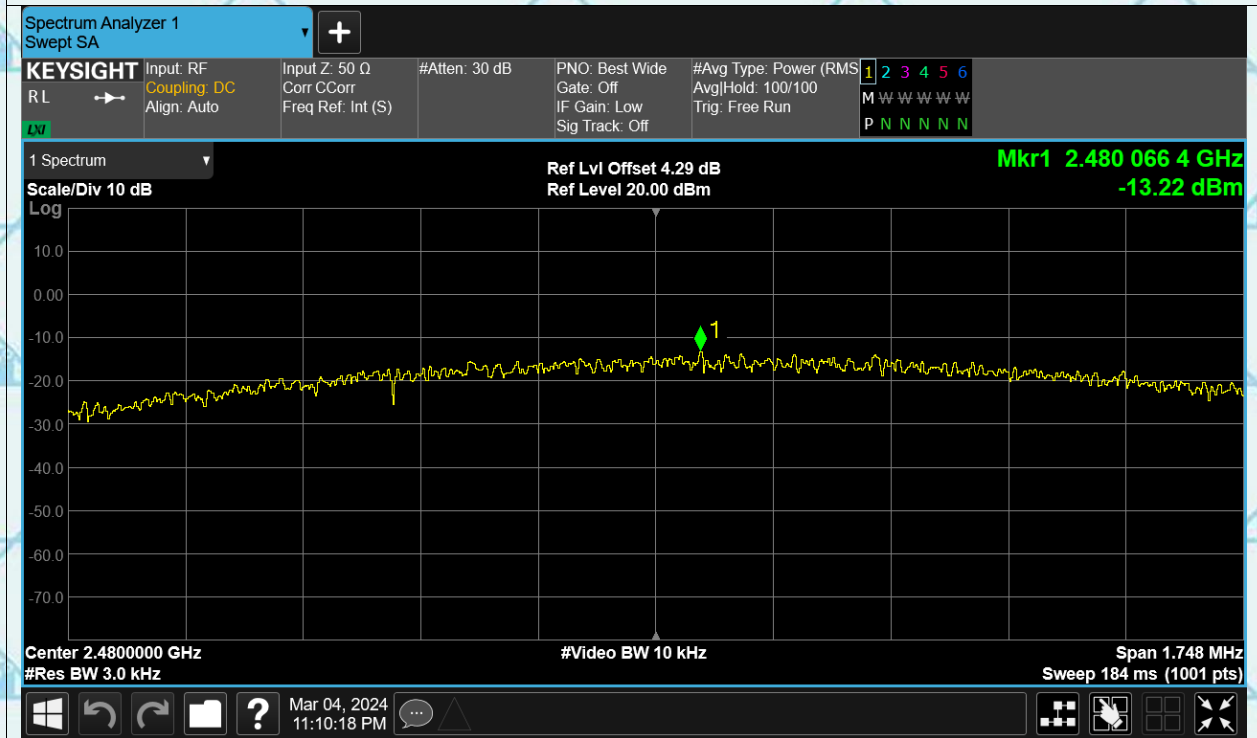 Spectrum Analyzer 1
Swept SA
▼
+
KEYSIGHT
R L
LXI
Input: RF
Coupling: DC
Align: Auto
Input Z: 50 Ω
Corr CCorr
Freq Ref: Int (S)
#Atten: 30 dB
PNO: Best Wide
Gate: Off
IF Gain: Low
Sig Track: Off
#Avg Type: Power (RMS
Avg|Hold: 100/100
Trig: Free Run
1 2 3 4 5 6
M W W W W W
P N N N N N
1 Spectrum ▼
Scale/Div 10 dB
Log
Ref Lvl Offset 4.29 dB
Ref Level 20.00 dBm
Mkr1 2.480 066 4 GHz
-13.22 dBm
10.0
0.00
-10.0
-20.0
-30.0
-40.0
-50.0
-60.0
-70.0
1
Center 2.4800000 GHz
#Res BW 3.0 kHz
#Video BW 10 kHz
Span 1.748 MHz
Sweep 184 ms (1001 pts)
?
Mar 04, 2024
11:10:18 PM